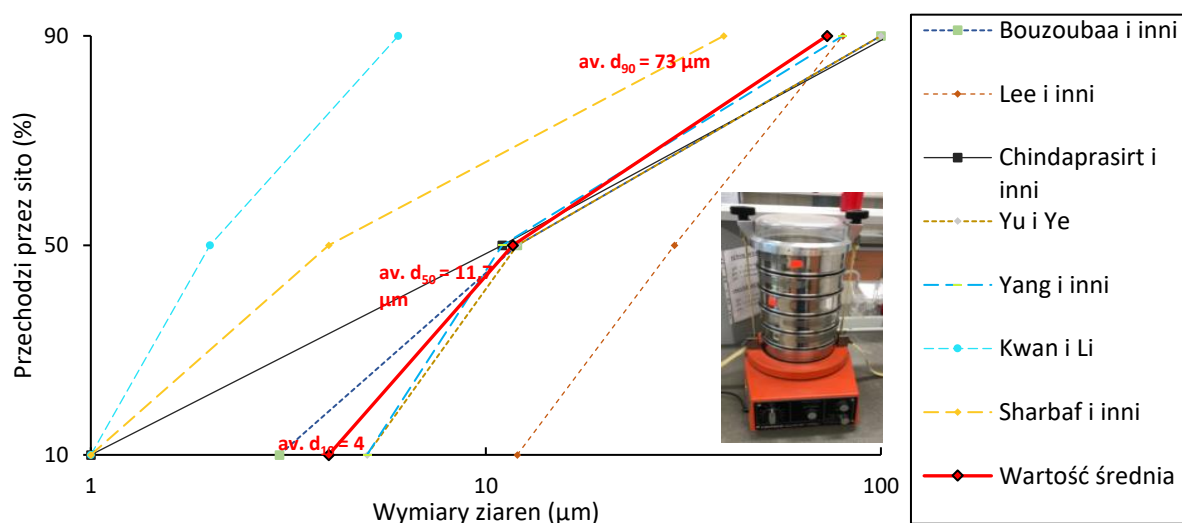 90
50
10
1
10
100
Przechodzi przez sito (%)
Wymiary ziaren (µm)
av. d90 = 73 µm
av. d50 = 11,7
µm
av. d10 = 4
Bouzoubaa i inni
Lee i inni
Chindaprasirt i
inni
Yu i Ye
Yang i inni
Kwan i Li
Sharbaf i inni
Wartość średnia